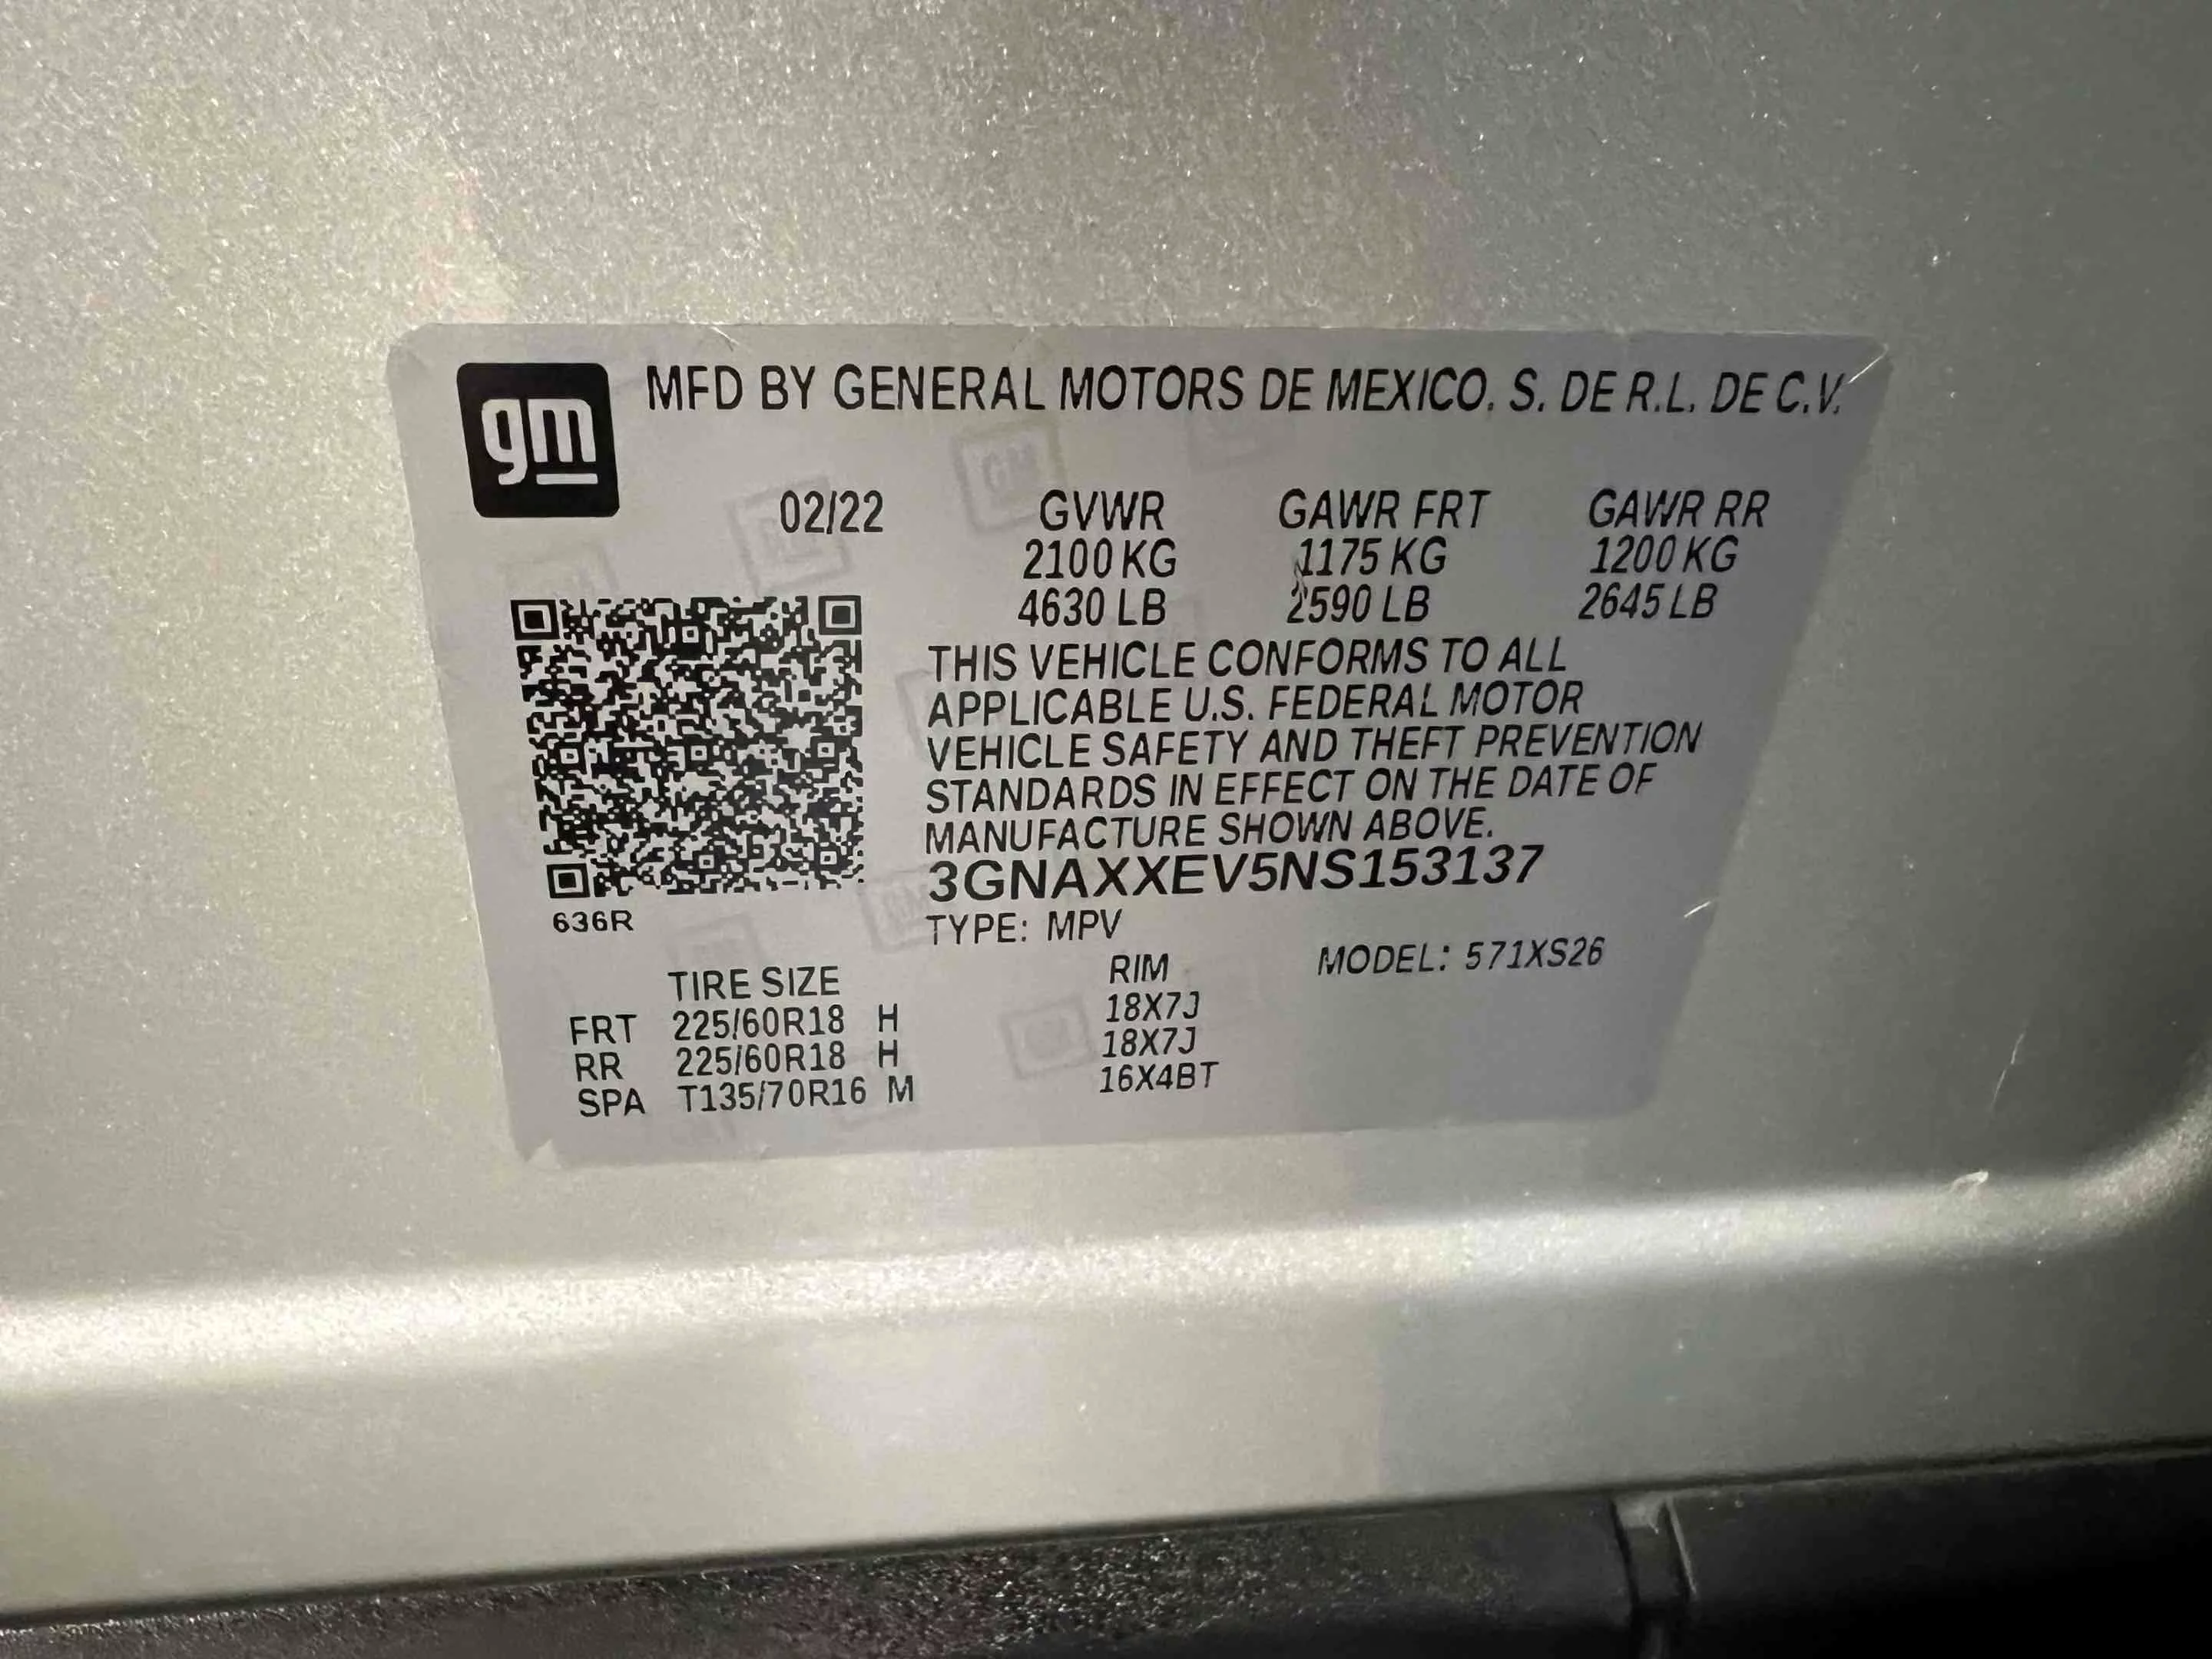 gm
MFD BY GENERAL MOTORS DE MEXICO. S. DE R.L. DE C.V.
02/22 GVWR GAWR FRT GAWR RR
2100 KG 1175 KG 1200 KG
4630 LB 2590 LB 2645 LB
THIS VEHICLE CONFORMS TO ALL
APPLICABLE U.S. FEDERAL MOTOR
VEHICLE SAFETY AND THEFT PREVENTION
STANDARDS IN EFFECT ON THE DATE OF
MANUFACTURE SHOWN ABOVE.
3GNAXXEV5NS153137
636R
TYPE: MPV
MODEL: 571XS26
TIRE SIZE RIM
FRT 225/60R18 H 18X7J
RR 225/60R18 H 18X7J
SPA T135/70R16 M 16X4BT